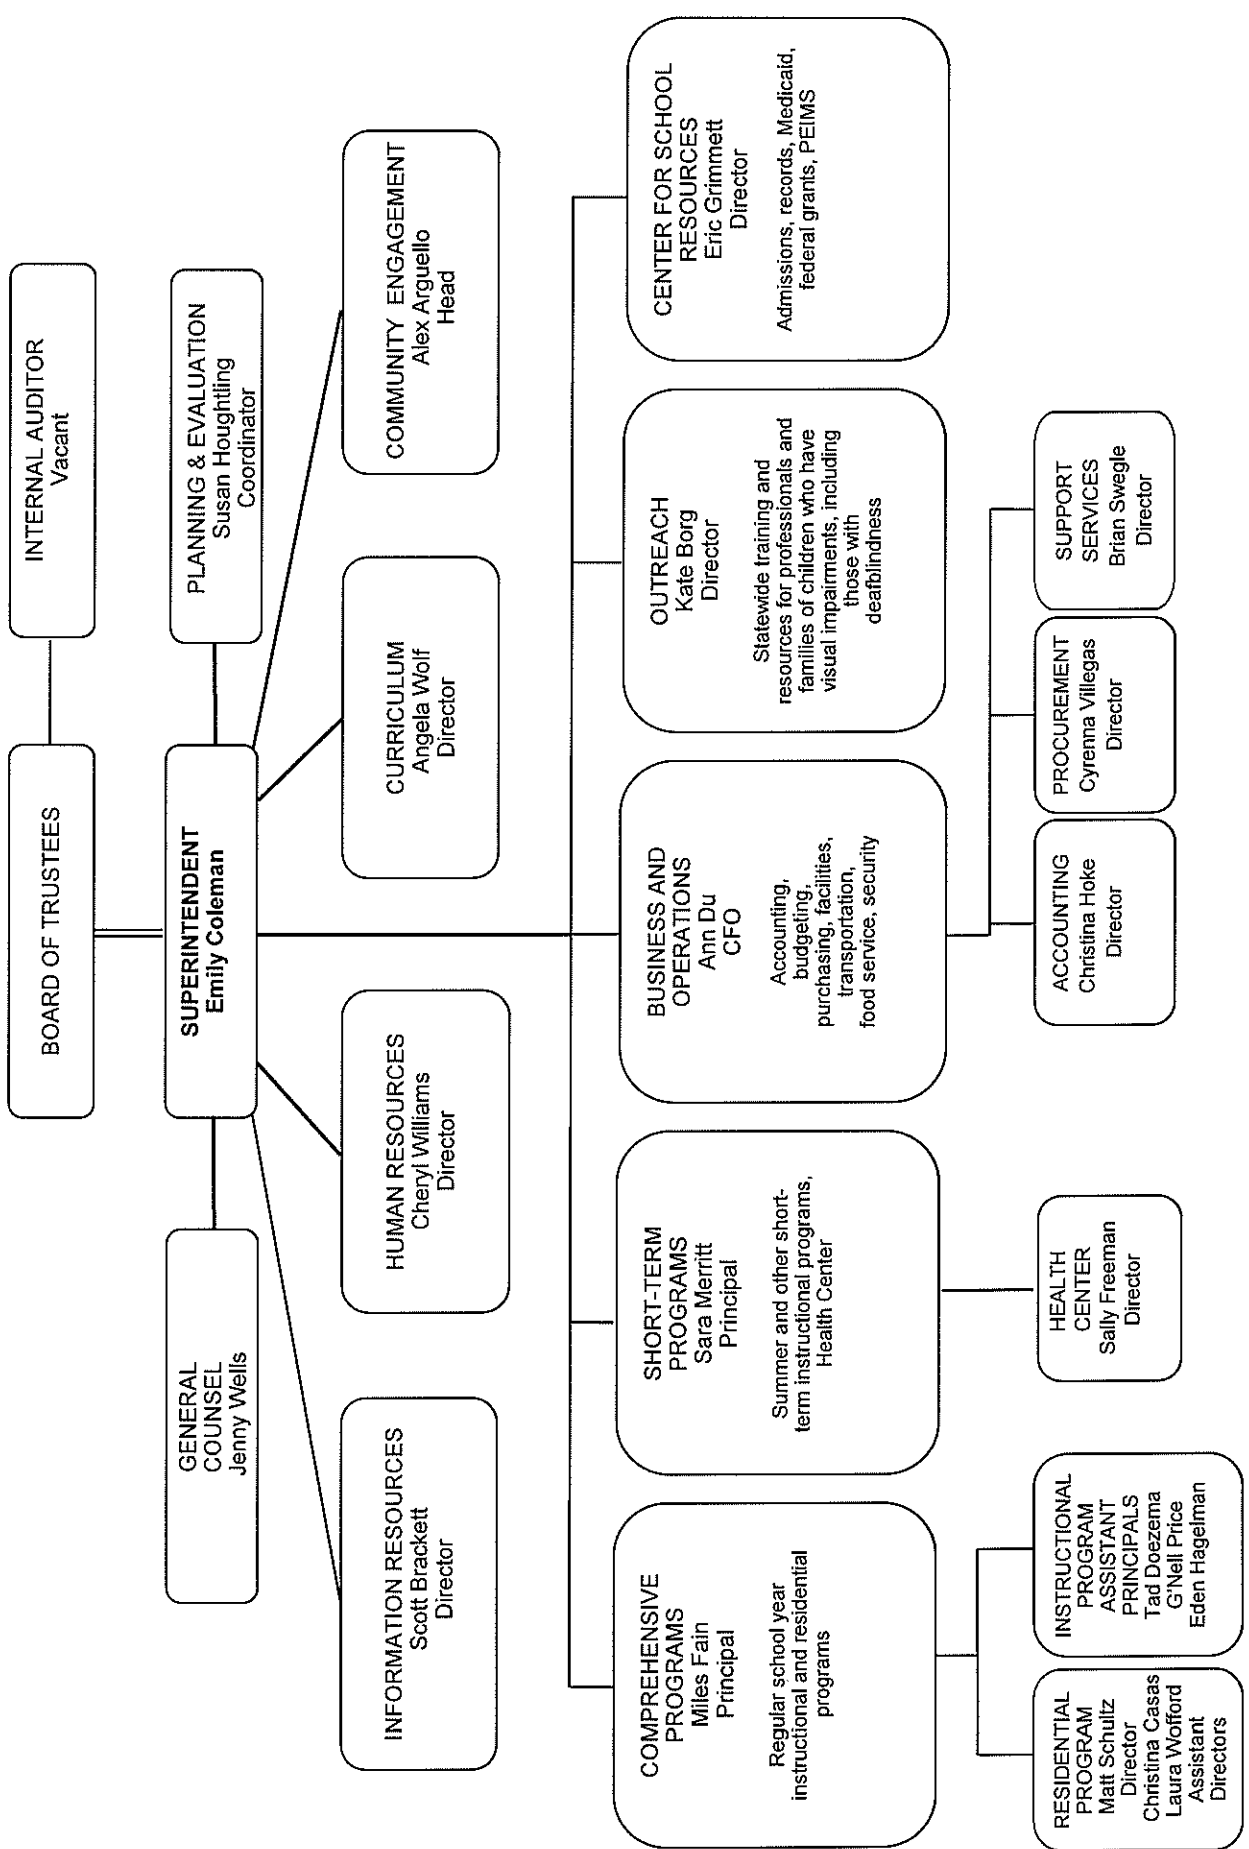 BOARD OF TRUSTEES
INTERNAL AUDITOR
Vacant
GENERAL
COUNSEL
Jenny Wells
SUPERINTENDENT
Emily Coleman
PLANNING & EVALUATION
Susan Houghtling
Coordinator
INFORMATION RESOURCES
Scott Brackett
Director
HUMAN RESOURCES
Cheryl Williams
Director
CURRICULUM
Angela Wolf
Director
COMMUNITY ENGAGEMENT
Alex Arguello
Head
COMPREHENSIVE
PROGRAMS
Miles Fain
Principal
Regular school year
instructional and residential
programs
SHORT-TERM
PROGRAMS
Sara Merritt
Principal
Summer and other short-
term instructional programs,
Health Center
BUSINESS AND
OPERATIONS
Ann Du
CFO
Accounting,
budgeting,
purchasing, facilities,
transportation,
food service, security
OUTREACH
Kate Borg
Director
Statewide training and
resources for professionals and
families of children who have
visual impairments, including
those with
deafblindness
CENTER FOR SCHOOL
RESOURCES
Eric Grimmett
Director
Admissions, records, Medicaid,
federal grants, PEIMS
RESIDENTIAL
PROGRAM
Matt Schultz
Director
Christina Casas
Laura Wofford
Assistant
Directors
INSTRUCTIONAL
PROGRAM
ASSISTANT
PRINCIPALS
Tad Doezema
G'Nell Price
Eden Hagelman
HEALTH
CENTER
Sally Freeman
Director
ACCOUNTING
Christina Hoke
Director
PROCUREMENT
Cyrenna Villegas
Director
SUPPORT
SERVICES
Brian Swegle
Director